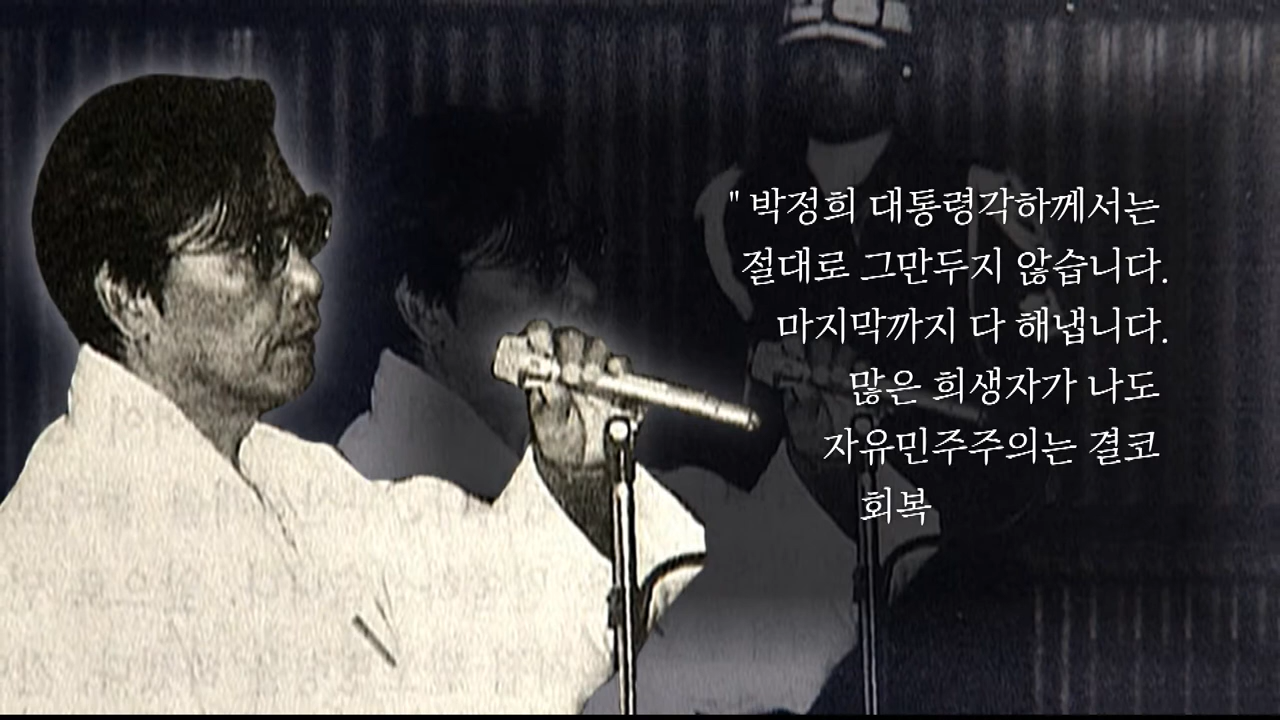 " 박정희 대통령각하께서는
절대로 그만두지 않습니다.
마지막까지 다 해냅니다.
많은 희생자가 나도
자유민주주의는 결코
회복